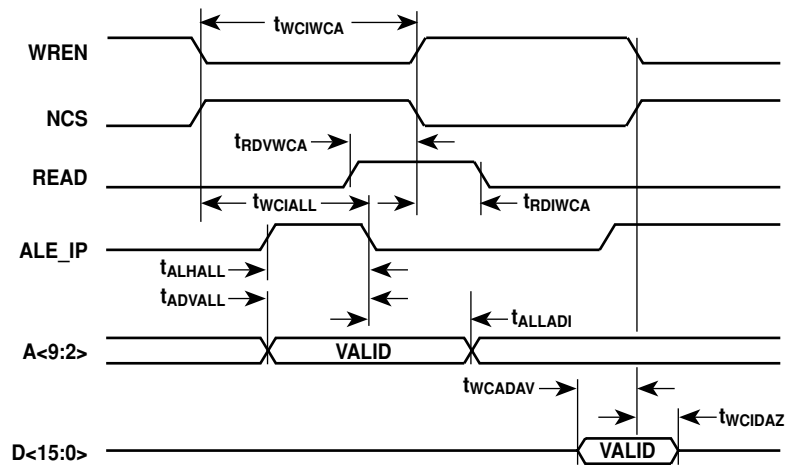 tWCIWCA
WREN
NCS
tRDVWCA
READ
tWCIALL
tRDIWCA
ALE_IP
tALHALL
tADVALL
tALLADI
A<9:2>
VALID
tWCADAV
tWCIDAZ
D<15:0>
VALID